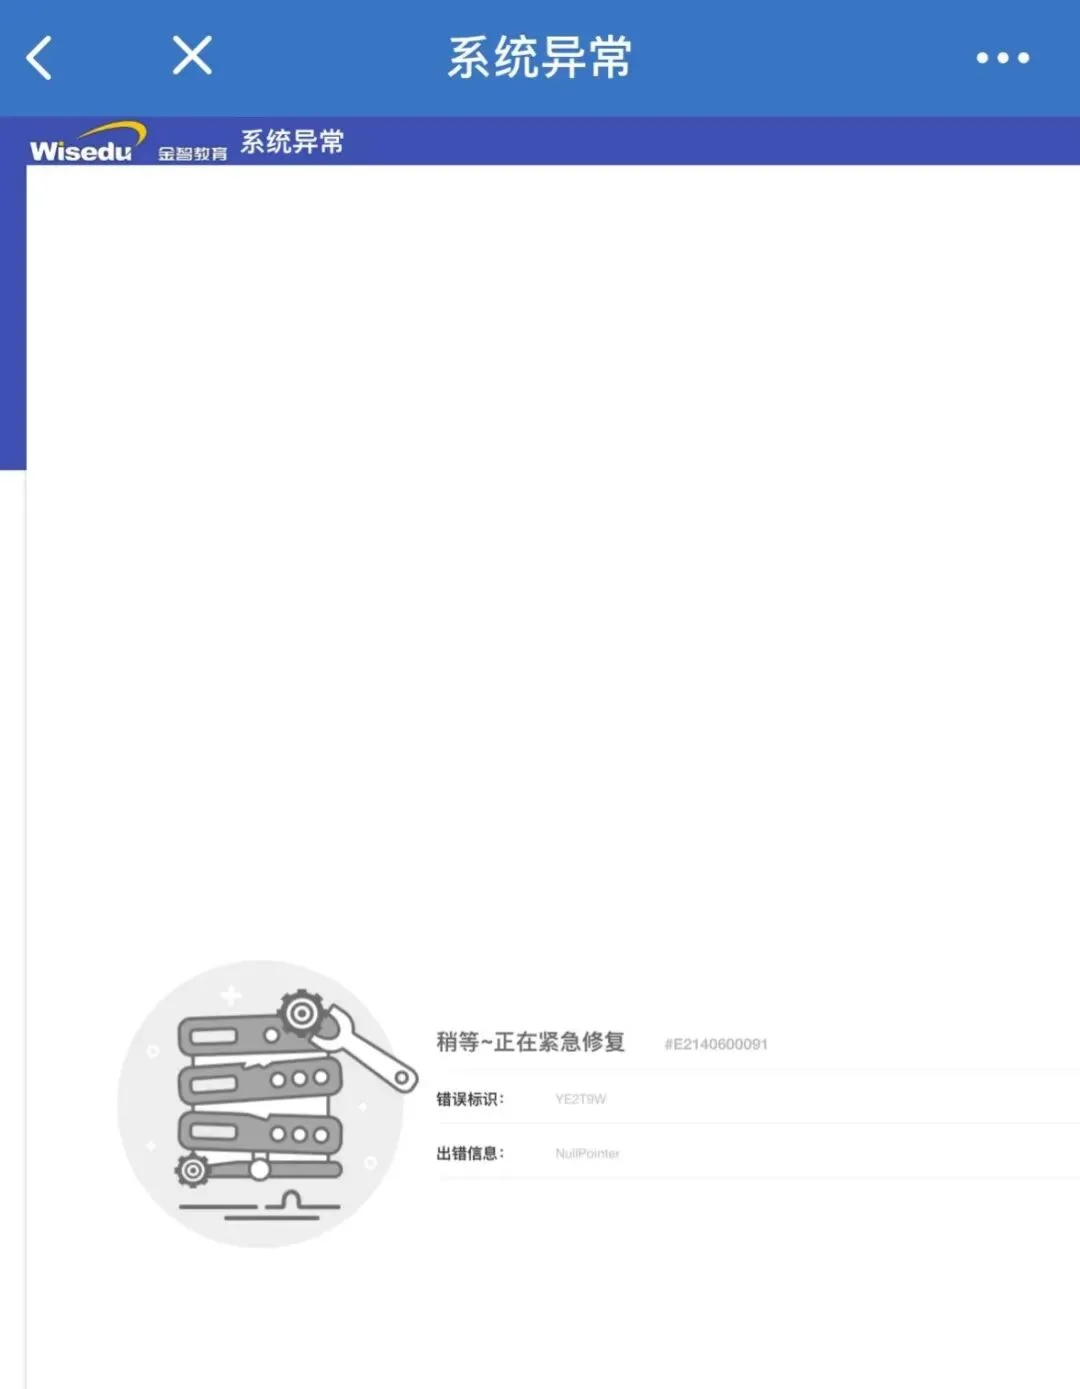 系统异常
Wisedu 金智教育 系统异常
稍等~正在紧急修复 #E2140600091
错误标识： YE2T9W
出错信息： NullPointer